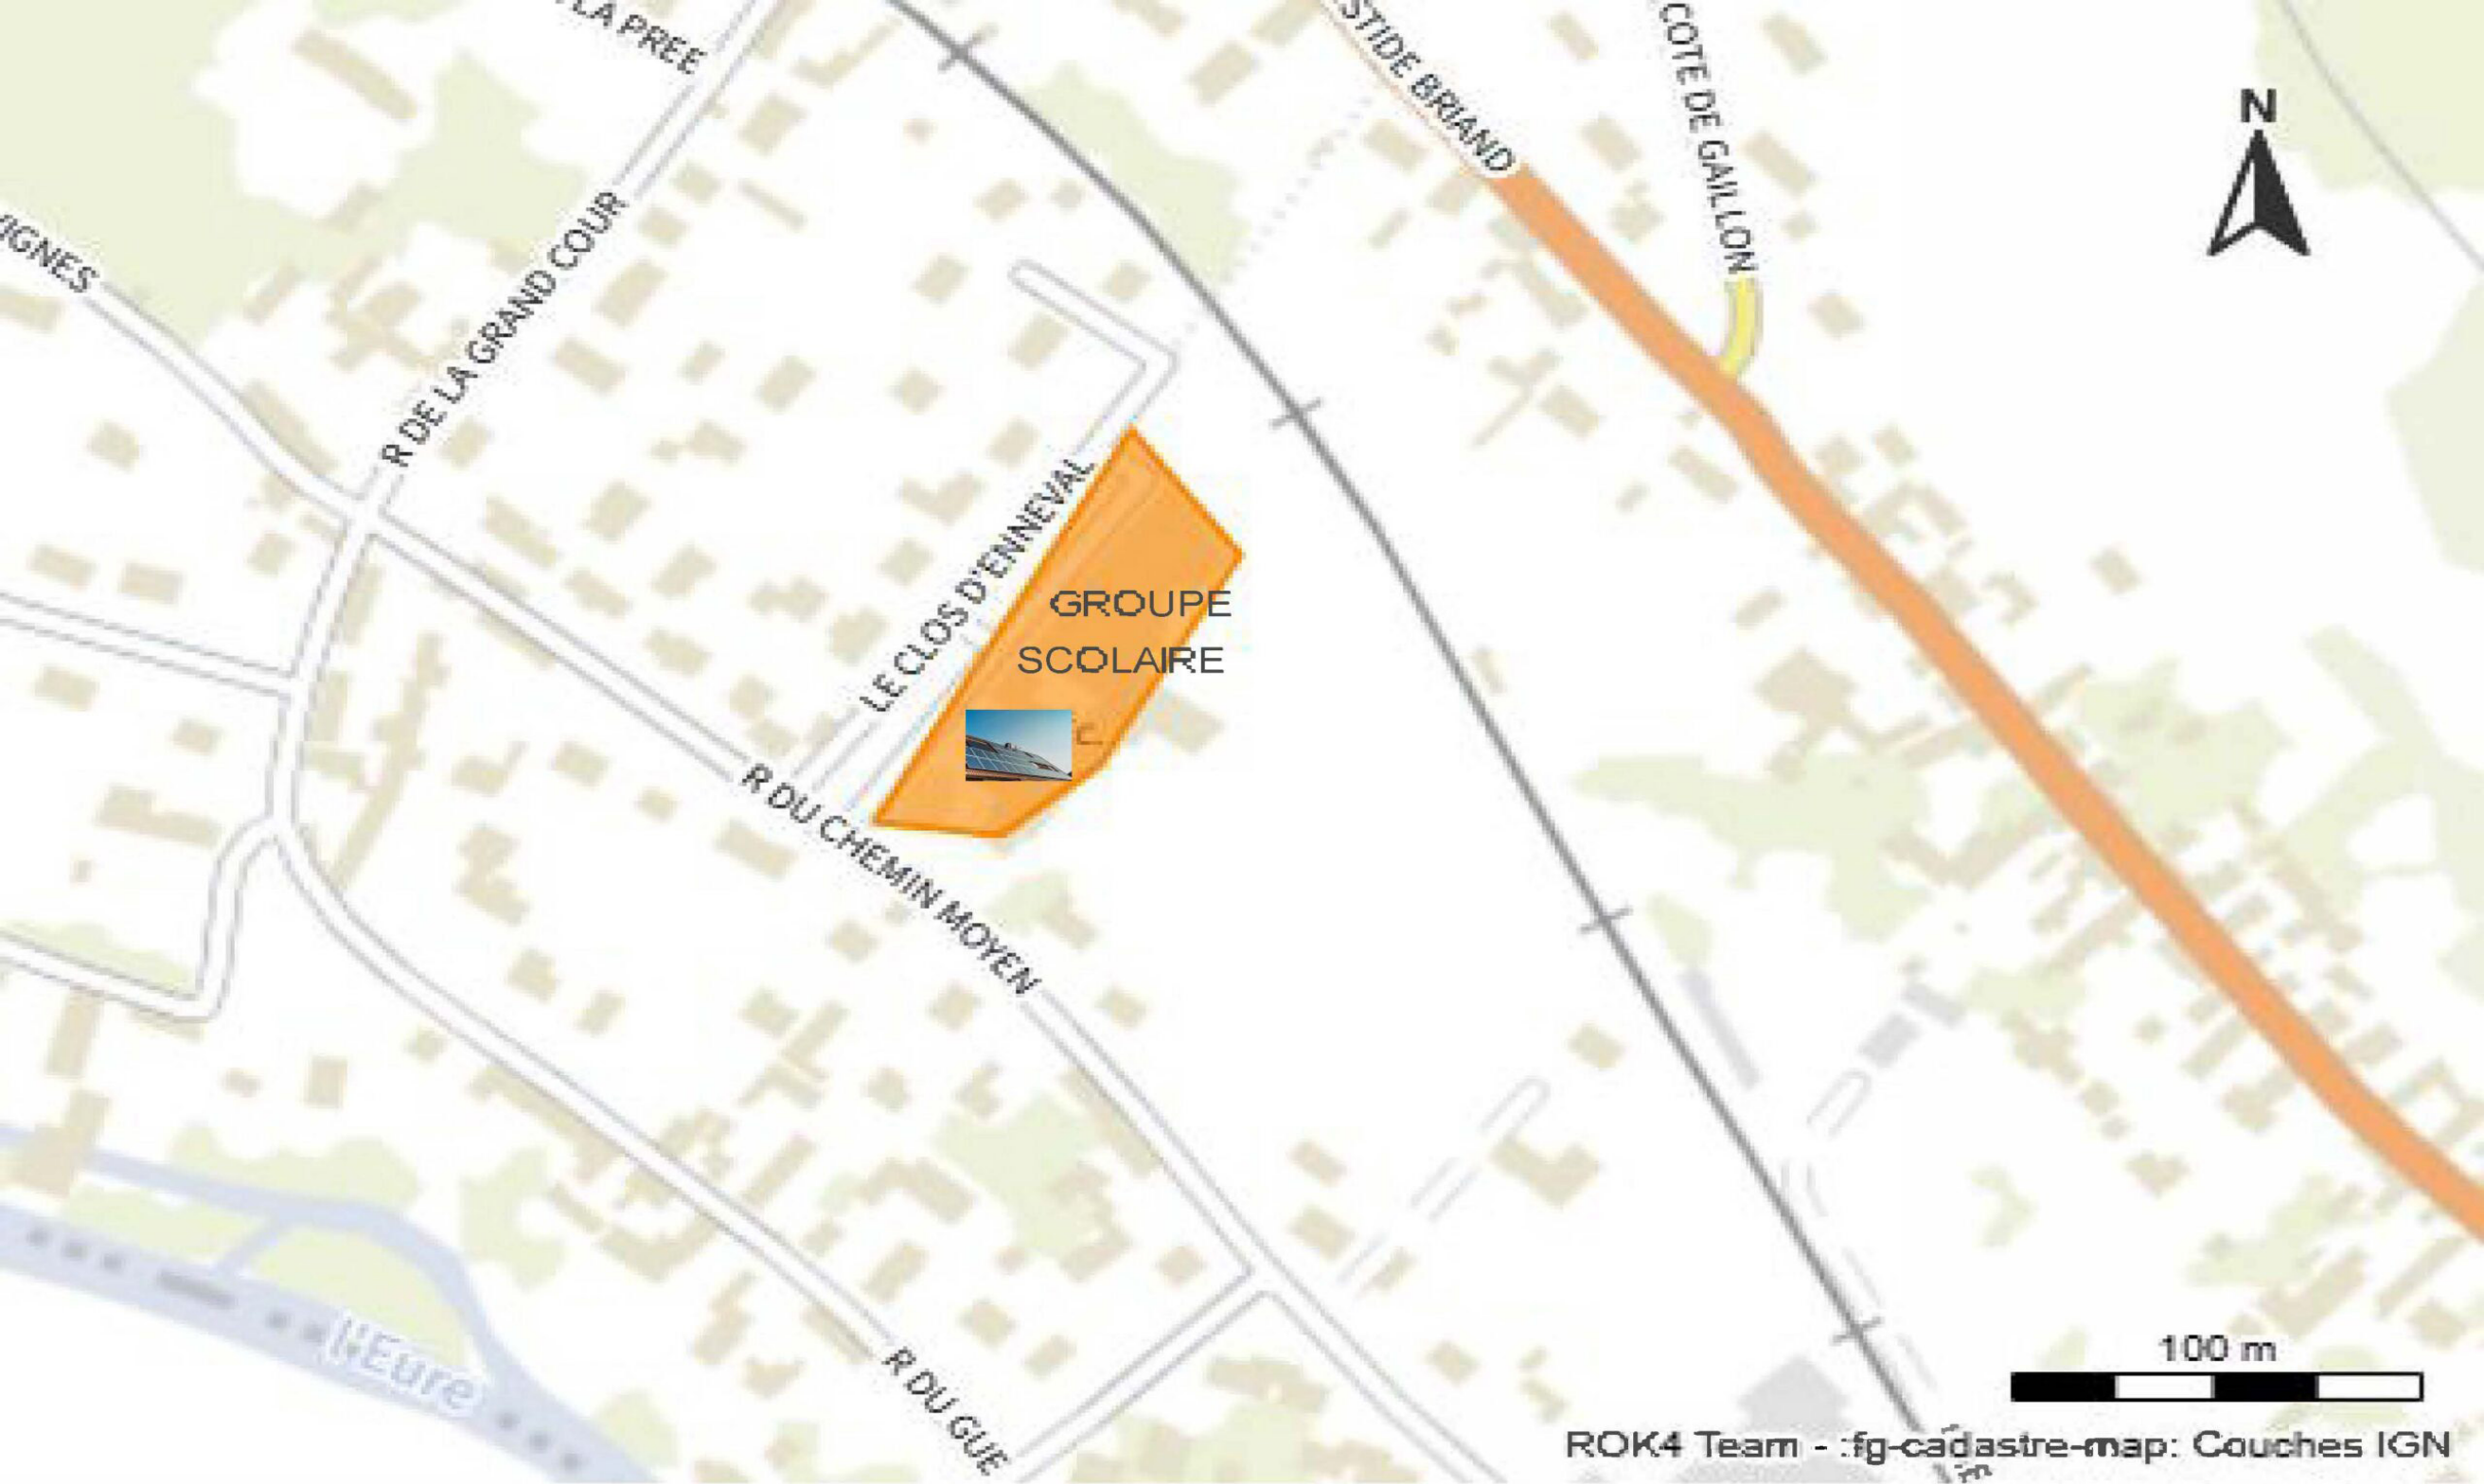 LA PREE
STIDE BRIAND
COTE DE GAILLON
N
IGNES
R DE LA GRAND COUR
LE CLOS D'ENNEVAL
GROUPE
SCOLAIRE
R DU CHEMIN MOYEN
l'Eure
R DU GUE
100 m
ROK4 Team - :fg-cadastre-map: Couches IGN